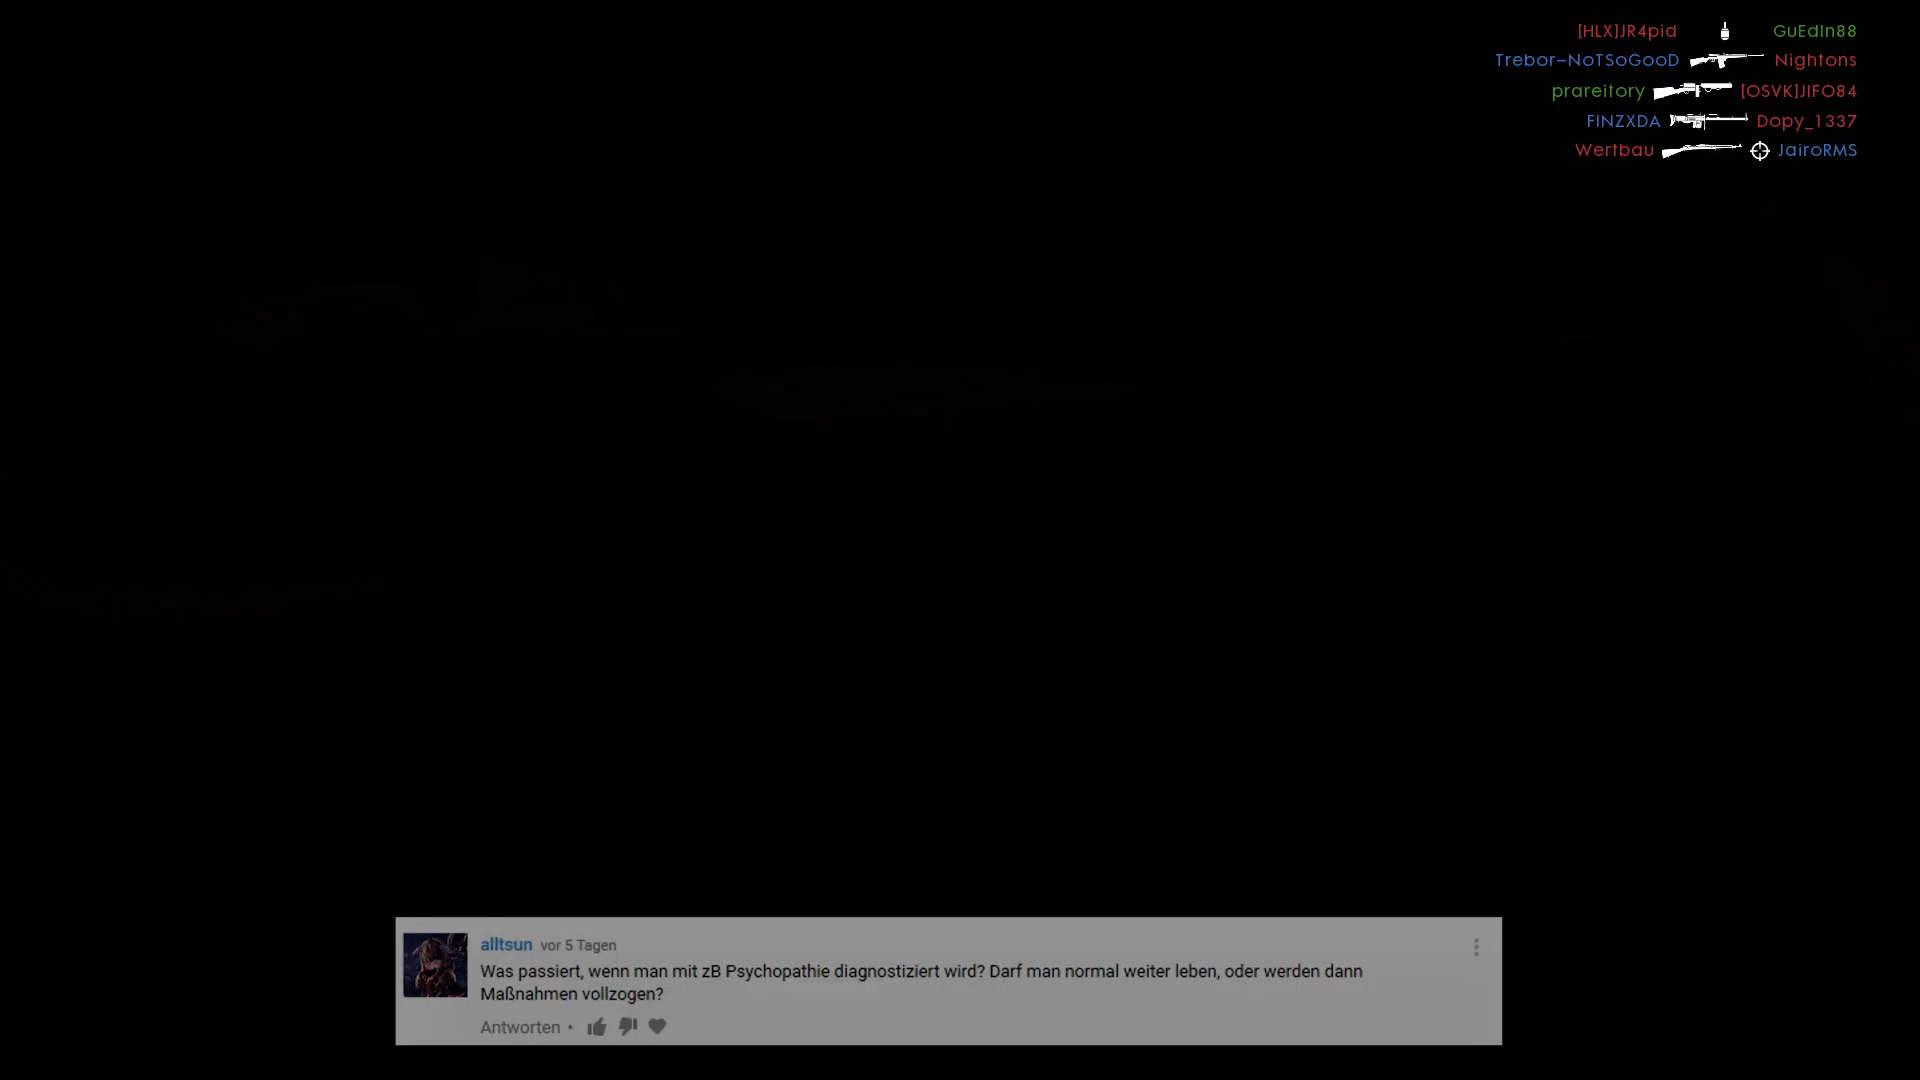 [HLX]JR4pid GuEdIn88
Trebor-NoTSoGooD Nightons
prareitory [OSVK]JIFO84
FINZXDA Dopy_1337
Wertbau JairoRMS
alltsun vor 5 Tagen
Was passiert, wenn man mit zB Psychopathie diagnostiziert wird? Darf man normal weiter leben, oder werden dann
Maßnahmen vollzogen?
Antworten •